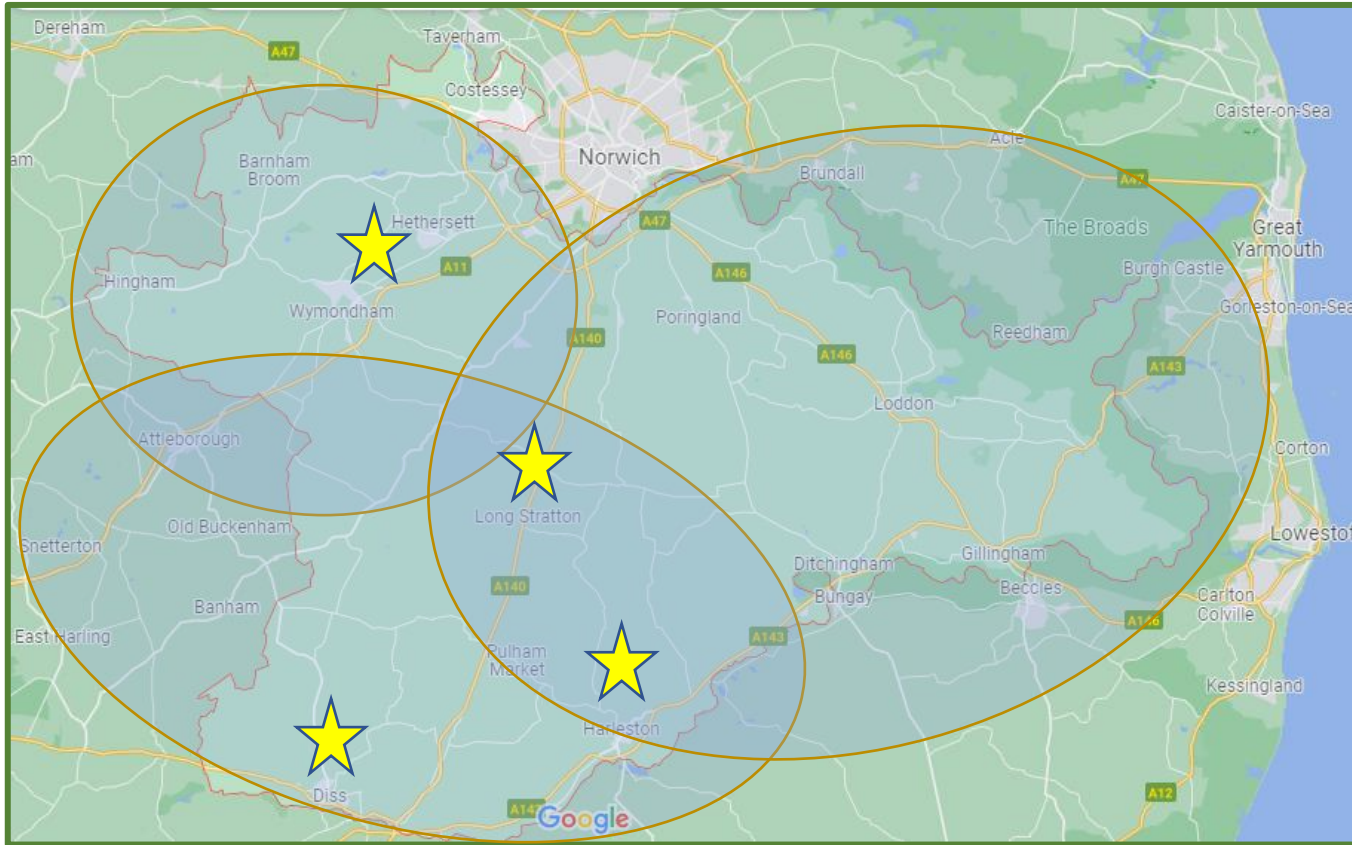 Dereham
Taverham
A47
Costessey
Caister-on-Sea
Norwich
Acle
am
Barnham
Broom
Brundall
A47
Hethersett
A47
The Broads
Great
Yarmouth
A11
A146
Burgh Castle
Hingham
Gorleston-on-Sea
Wymondham
Poringland
Reedham
A140
A146
A143
Loddon
Attleborough
Corton
Long Stratton
Old Buckenham
Lowestof
Snetterton
Gillingham
Ditchingham
A140
Beccles
Bungay
Carlton
Colville
Banham
A146
East Harling
A143
Pulham
Market
Kessingland
Harleston
Diss
A12
Google